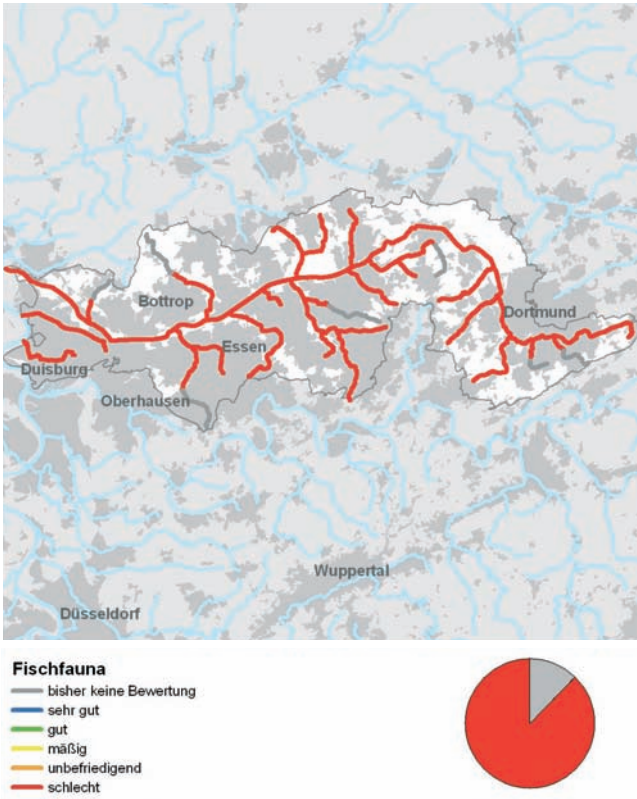 Bottrop
Dortmund
Essen
Duisburg
Oberhausen
Wuppertal
Düsseldorf
Fischfauna
bisher keine Bewertung
sehr gut
gut
mäßig
unbefriedigend
schlecht